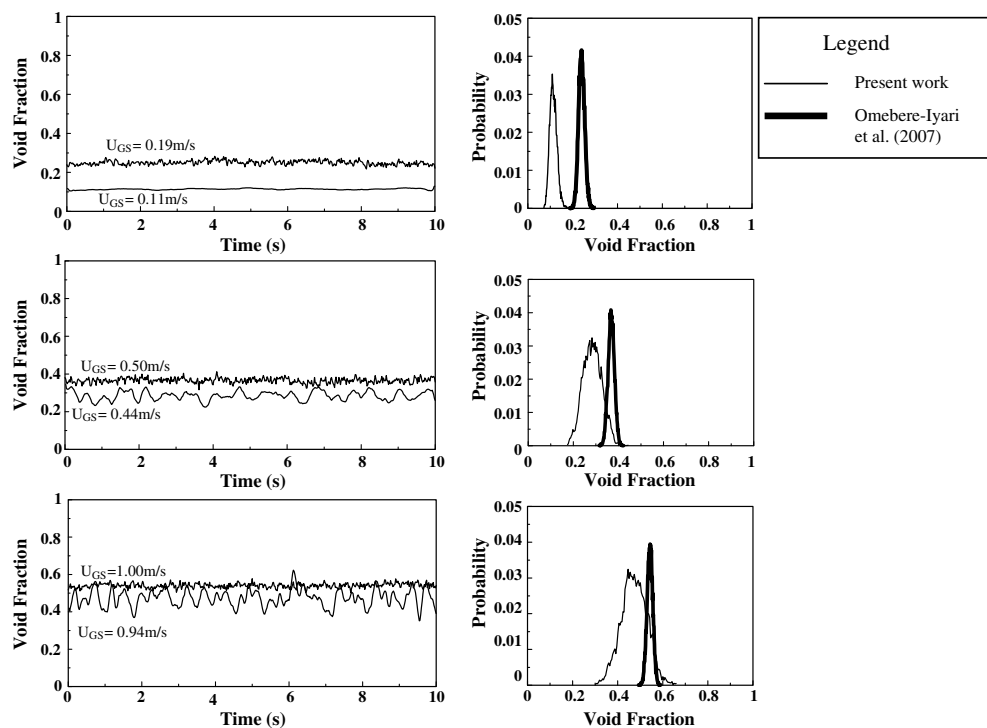 1
0.8
0.6
0.4
0.2
0
Void Fraction
UGS= 0.19m/s
UGS= 0.11m/s
0 2 4 6 8 10
Time (s)
0.05
0.04
0.03
0.02
0.01
0
Probability
0 0.2 0.4 0.6 0.8 1
Void Fraction
Legend
Present work
Omebere-Iyari
et al. (2007)
1
0.8
0.6
0.4
0.2
0
Void Fraction
UGS= 0.50m/s
UGS= 0.44m/s
0 2 4 6 8 10
Time (s)
0.05
0.04
0.03
0.02
0.01
0
Probability
0.2 0.4 0.6 0.8 1
Void Fraction
1
0.8
0.6
0.4
0.2
0
Void Fraction
UGS=1.00m/s
UGS= 0.94m/s
0 2 4 6 8 10
Time (s)
0.05
0.04
0.03
0.02
0.01
0
Probability
0 0.2 0.4 0.6 0.8 1
Void Fraction